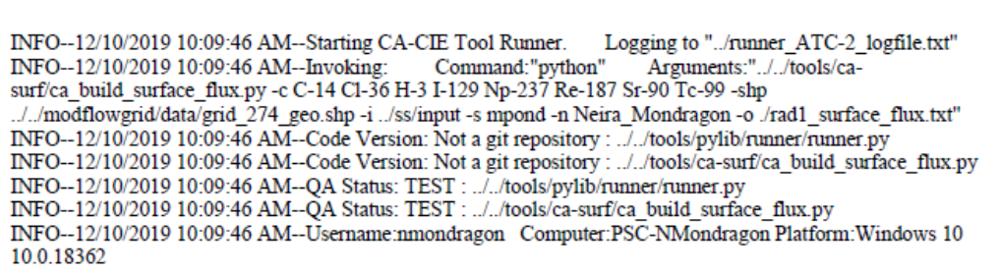 INFO--12/10/2019 10:09:46 AM--Starting CA-CIE Tool Runner. Logging to "../runner_ATC-2_logfile.txt"
INFO--12/10/2019 10:09:46 AM--Invoking: Command:"python" Arguments:"../../tools/ca-
surf/ca_build_surface_flux.py -c C-14 Cl-36 H-3 I-129 Np-237 Re-187 Sr-90 Tc-99 -shp
../../modflowgrid/data/grid_274_geo.shp -i ../ss/input -s mpond -n Neira_Mondragon -o ./rad1_surface_flux.txt"
INFO--12/10/2019 10:09:46 AM--Code Version: Not a git repository : ../../tools/pylib/runner/runner.py
INFO--12/10/2019 10:09:46 AM--Code Version: Not a git repository : ../../tools/ca-surf/ca_build_surface_flux.py
INFO--12/10/2019 10:09:46 AM--QA Status: TEST : ../../tools/pylib/runner/runner.py
INFO--12/10/2019 10:09:46 AM--QA Status: TEST : ../../tools/ca-surf/ca_build_surface_flux.py
INFO--12/10/2019 10:09:46 AM--Username:nmondragon Computer:PSC-NMondragon Platform:Windows 10
10.0.18362